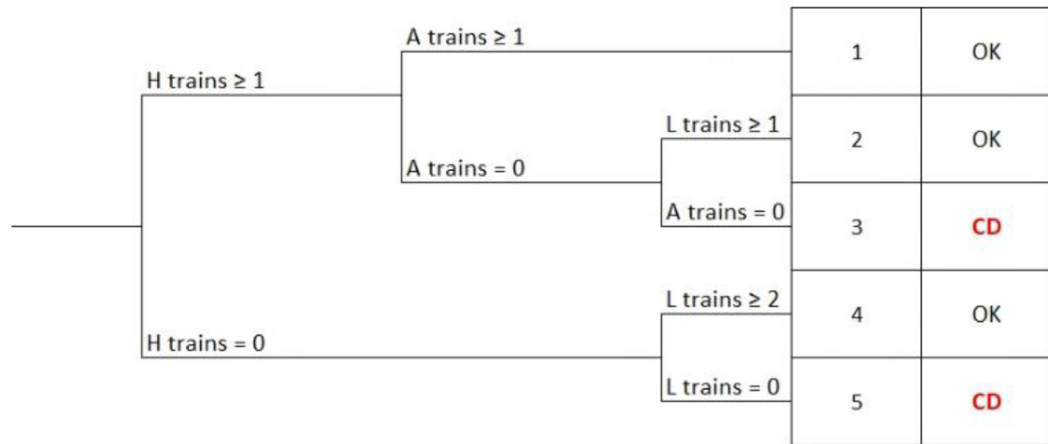 A trains ≥ 1
1 OK
H trains ≥ 1
L trains ≥ 1
2 OK
A trains = 0
A trains = 0
3 CD
L trains ≥ 2
4 OK
H trains = 0
L trains = 0
5 CD